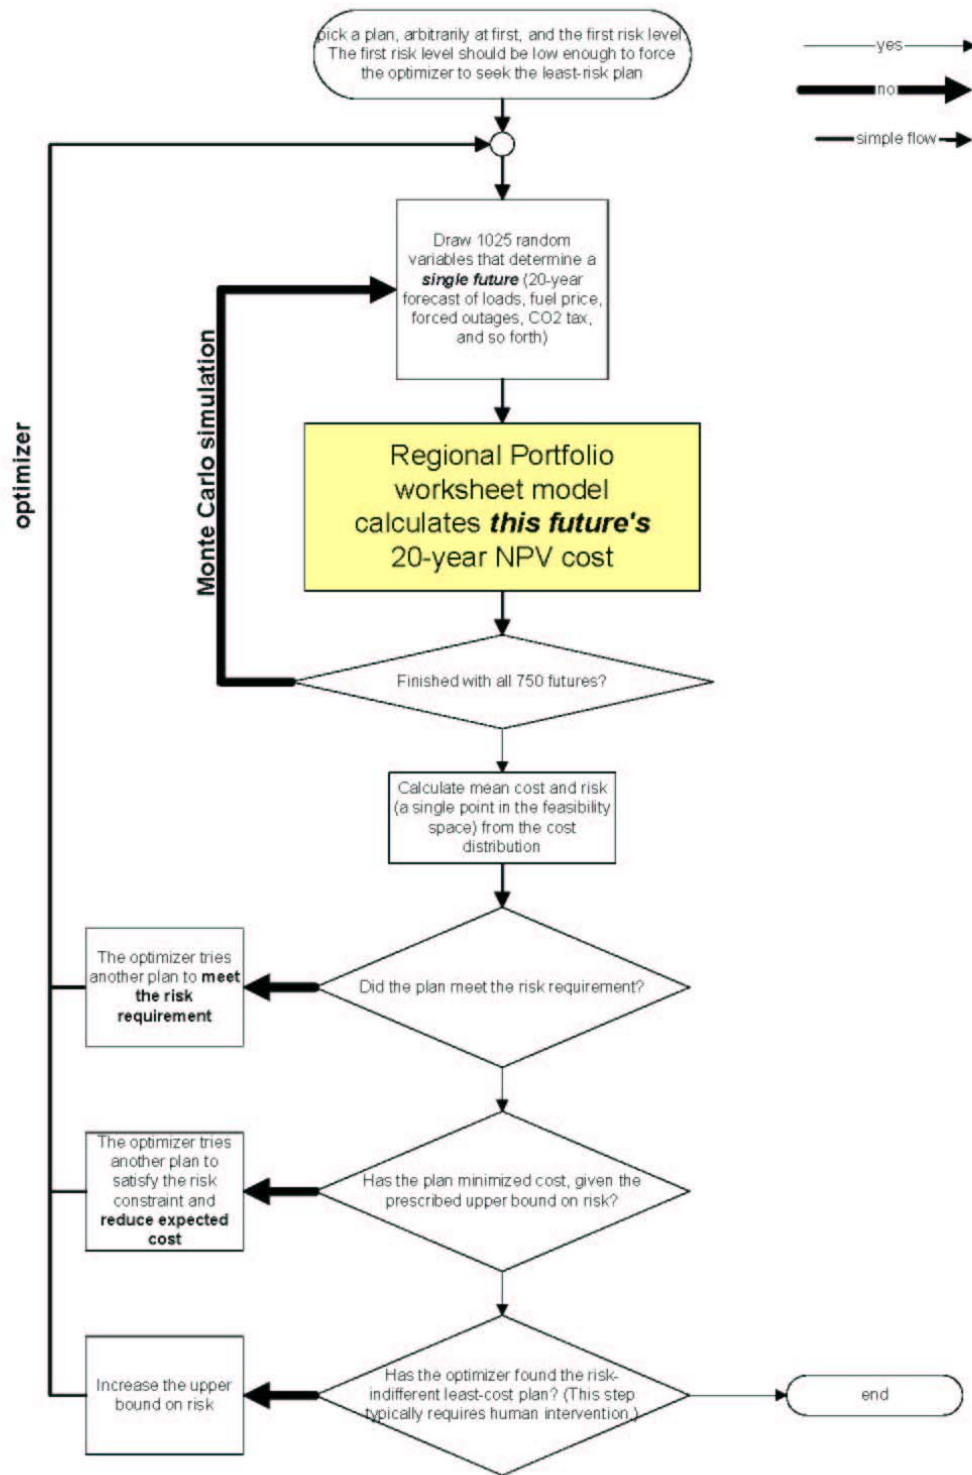 pick a plan, arbitrarily at first, and the first risk level.
The first risk level should be low enough to force
the optimizer to seek the least-risk plan
yes
no
simple flow
Draw 1025 random
variables that determine a
single future (20-year
forecast of loads, fuel price,
forced outages, CO2 tax,
and so forth)
Monte Carlo simulation
optimizer
Regional Portfolio
worksheet model
calculates this future's
20-year NPV cost
Finished with all 750 futures?
Calculate mean cost and risk
(a single point in the feasibility
space) from the cost
distribution
The optimizer tries
another plan to meet
the risk
requirement
Did the plan meet the risk requirement?
The optimizer tries
another plan to
satisfy the risk
constraint and
reduce expected
cost
Has the plan minimized cost, given the
prescribed upper bound on risk?
Increase the upper
bound on risk
Has the optimizer found the risk-
indifferent least-cost plan? (This step
typically requires human intervention.)
end